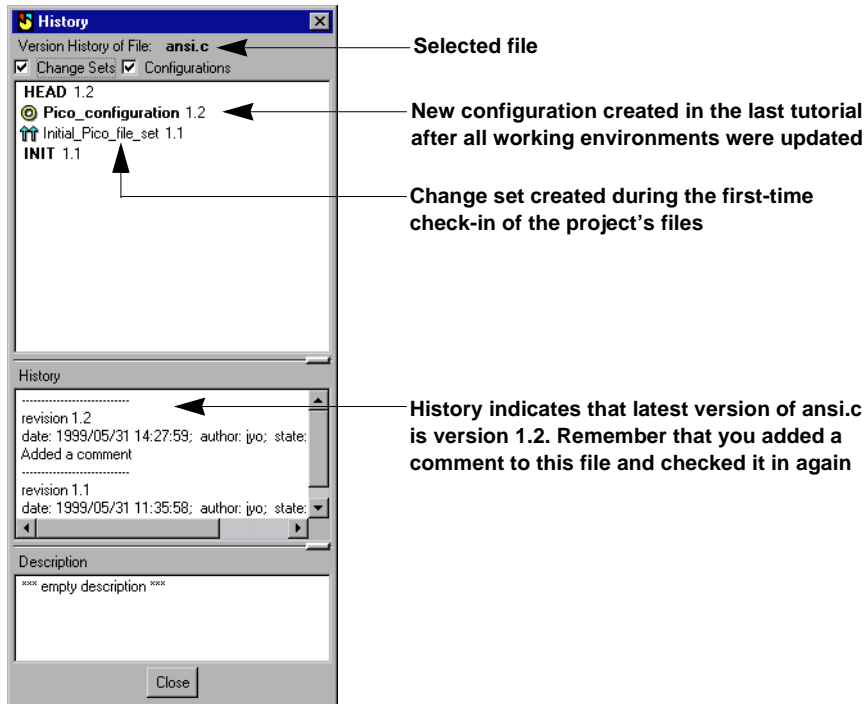 History
Version History of File: ansi.c
Selected file
Change Sets Configurations
HEAD 1.2
Pico_configuration 1.2
New configuration created in the last tutorial
after all working environments were updated
Initial_Pico_file_set 1.1
INIT 1.1
Change set created during the first-time
check-in of the project's files
History
----------------------------
revision 1.2
date: 1999/05/31 14:27:59; author: jyo; state:
Added a comment
----------------------------
revision 1.1
date: 1999/05/31 11:35:58; author: jyo; state:
History indicates that latest version of ansi.c
is version 1.2. Remember that you added a
comment to this file and checked it in again
Description
*** empty description ***
Close